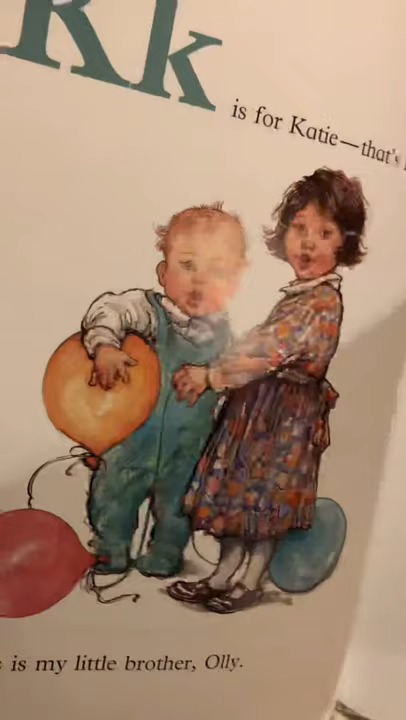 Kk is for Katie—that's
is my little brother, Olly.